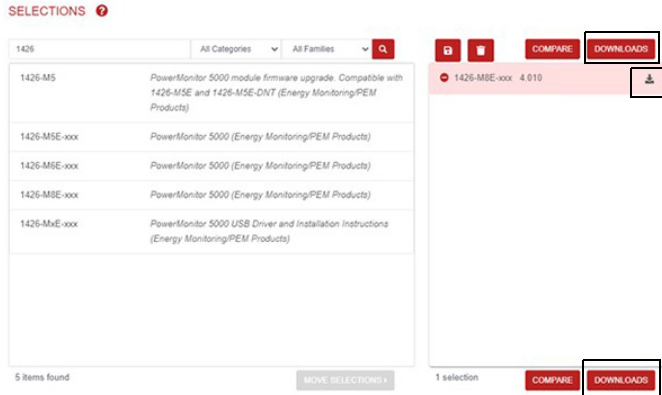 SELECTIONS ?
1426 All Categories All Families
COMPARE DOWNLOADS
1426-M5 PowerMonitor 5000 module firmware upgrade. Compatible with
1426-M5E and 1426-M5E-DNT (Energy Monitoring/PEM
Products)
1426-M5E-xxx PowerMonitor 5000 (Energy Monitoring/PEM Products)
1426-M6E-xxx PowerMonitor 5000 (Energy Monitoring/PEM Products)
1426-M8E-xxx PowerMonitor 5000 (Energy Monitoring/PEM Products)
1426-MxE-xxx PowerMonitor 5000 USB Driver and Installation Instructions
(Energy Monitoring/PEM Products)
5 items found MOVE SELECTIONS
1426-M8E-xxx 4.010
1 selection COMPARE DOWNLOADS